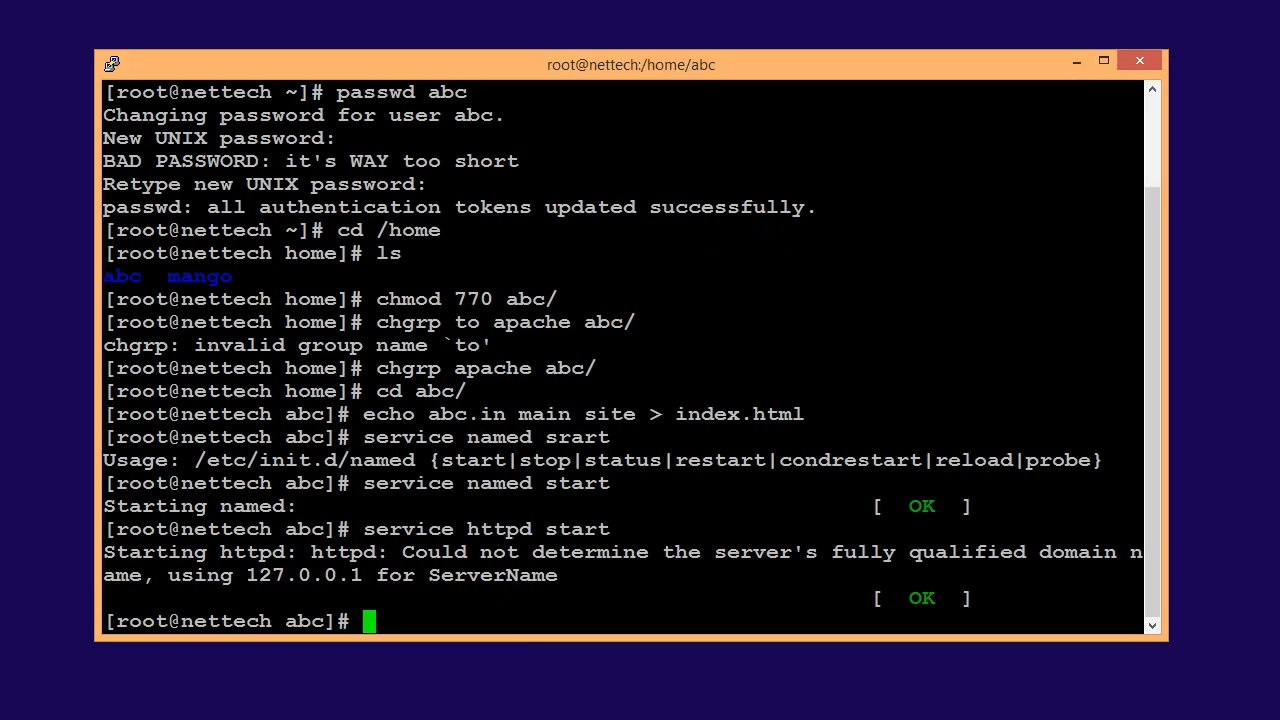 root@nettech:/home/abc
[root@nettech ~]# passwd abc
Changing password for user abc.
New UNIX password:
BAD PASSWORD: it's WAY too short
Retype new UNIX password:
passwd: all authentication tokens updated successfully.
[root@nettech ~]# cd /home
[root@nettech home]# ls
abc  mango
[root@nettech home]# chmod 770 abc/
[root@nettech home]# chgrp to apache abc/
chgrp: invalid group name `to'
[root@nettech home]# chgrp apache abc/
[root@nettech home]# cd abc/
[root@nettech abc]# echo abc.in main site > index.html
[root@nettech abc]# service named srart
Usage: /etc/init.d/named {start|stop|status|restart|condrestart|reload|probe}
[root@nettech abc]# service named start
Starting named: [  OK  ]
[root@nettech abc]# service httpd start
Starting httpd: httpd: Could not determine the server's fully qualified domain n
ame, using 127.0.0.1 for ServerName
[  OK  ]
[root@nettech abc]#